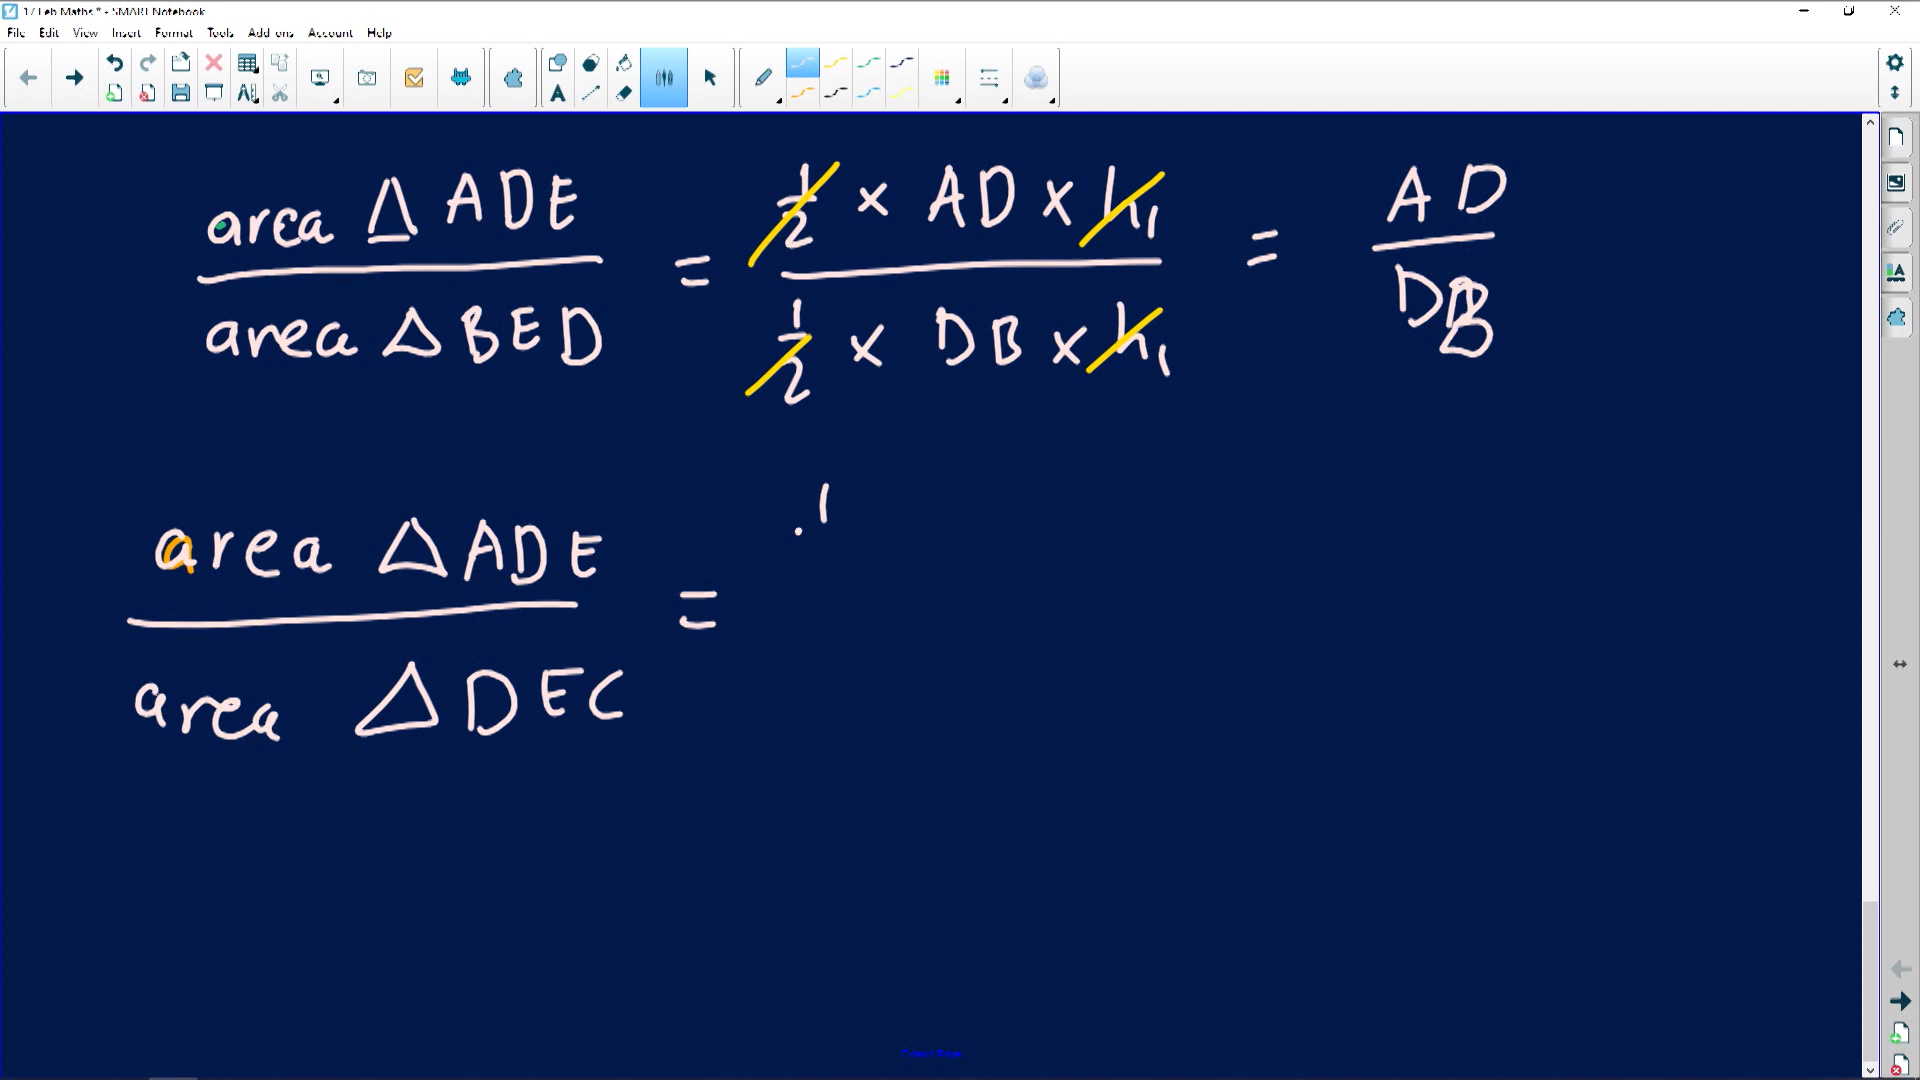 17 Feb Maths * - SMART Notebook
File Edit View Insert Format Tools Add-ons Account Help
area Δ ADE / area Δ BED = 1/2 × AD × h₁ / 1/2 × DB × h₁ = AD / DB
area Δ ADE / area Δ DEC = 1